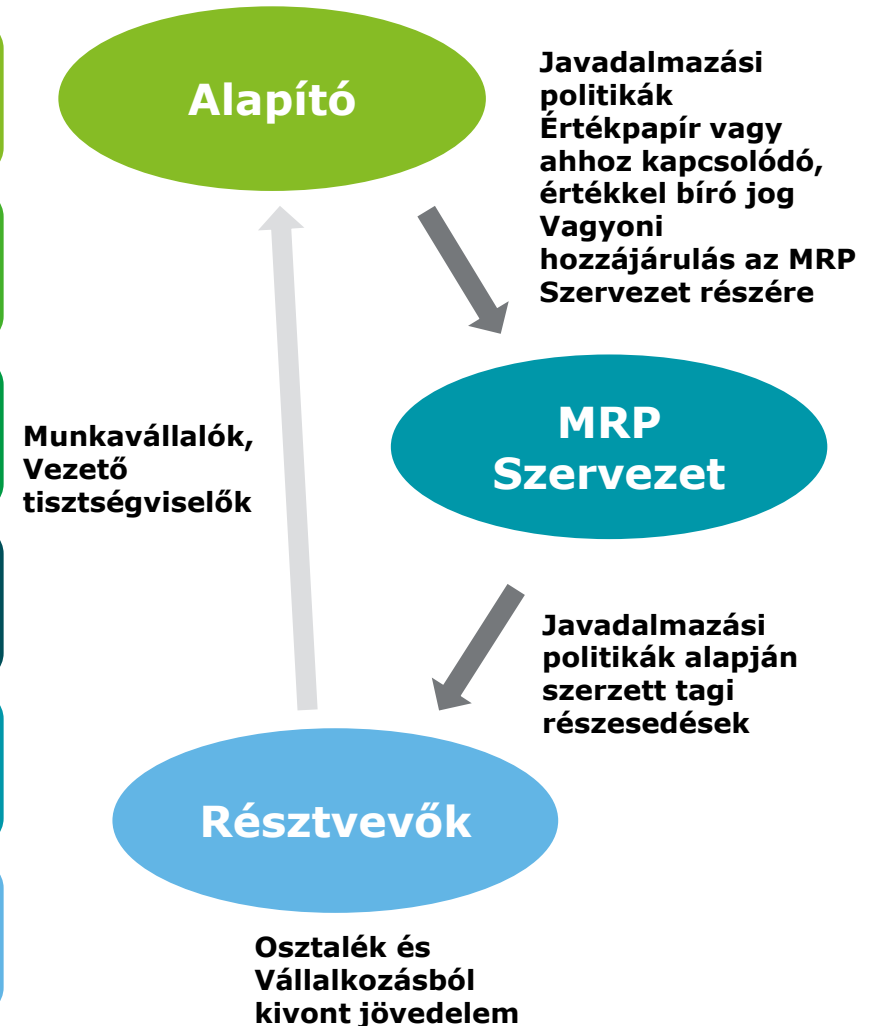 Alapító
Javadalmazási
politikák
Értékpapír vagy
ahhoz kapcsolódó,
értékkel bíró jog
Vagyoni
hozzájárulás az MRP
Szervezet részére
MRP
Szervezet
Munkavállalók,
Vezető
tisztségviselők
Javadalmazási
politikák alapján
szerzett tagi
részesedések
Résztvevők
Osztalék és
Vállalkozásból
kivont jövedelem